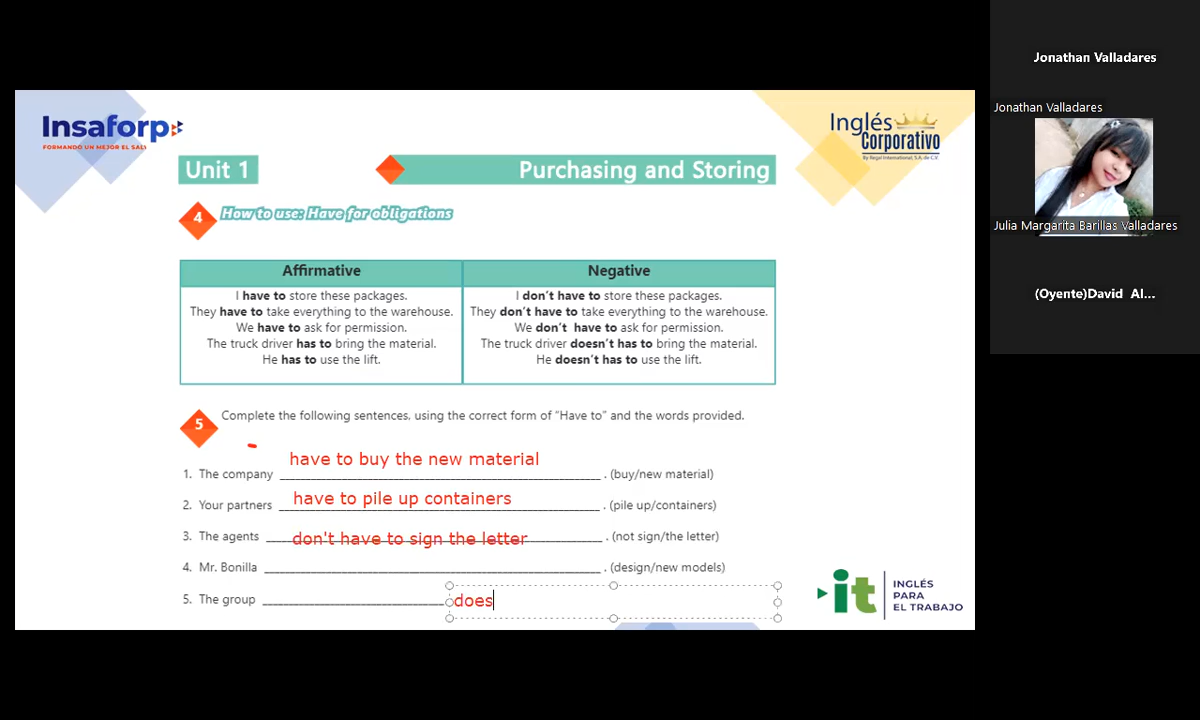 Jonathan Valladares
Jonathan Valladares
Julia Margarita Barillas Valladares
(Oyente)David Al...
Insaforp
FORMANDO UN MEJOR EL SAL
Inglés
Corporativo
Unit 1
Purchasing and Storing
4 How to use: Have for obligations
Affirmative
I have to store these packages.
They have to take everything to the warehouse.
We have to ask for permission.
The truck driver has to bring the material.
He has to use the lift.
Negative
I don't have to store these packages.
They don't have to take everything to the warehouse.
We don't have to ask for permission.
The truck driver doesn't has to bring the material.
He doesn't has to use the lift.
5 Complete the following sentences, using the correct form of "Have to" and the words provided.
have to buy the new material
1. The company ______ . (buy/new material)
have to pile up containers
2. Your partners ______ . (pile up/containers)
3. The agents don't have to sign the letter . (not sign/the letter)
4. Mr. Bonilla ______ . (design/new models)
5. The group ______ does
it
INGLÉS
PARA
EL TRABAJO